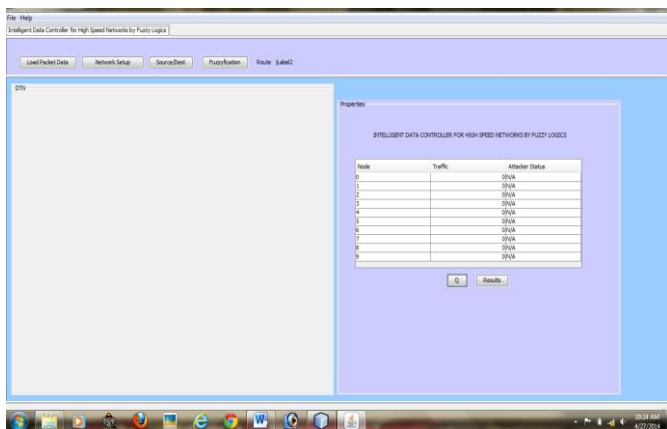 File Help
Intelligent Data Controller for High Speed Networks by Fuzzy Logics
Load Packet Data Network Setup Source/Dest Fuzzyfication Route jLabel2
DTN
Properties
INTELLIGENT DATA CONTROLLER FOR HIGH SPEED NETWORKS BY FUZZY LOGICS
Node Traffic Attacker Status
0 0 N/A
1 0 N/A
2 0 N/A
3 0 N/A
4 0 N/A
5 0 N/A
6 0 N/A
7 0 N/A
8 0 N/A
9 0 N/A
Q Results
10:24 AM
4/27/2014